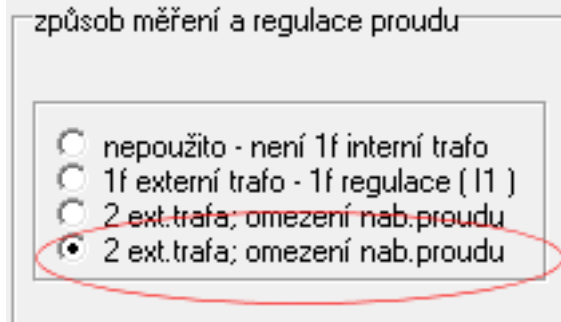 způsob měření a regulace proudu
nepoužito - není 1f interní trafo
1f externí trafo - 1f regulace ( I1 )
2 ext.trafa; omezení nab.proudu
2 ext.trafa; omezení nab.proudu